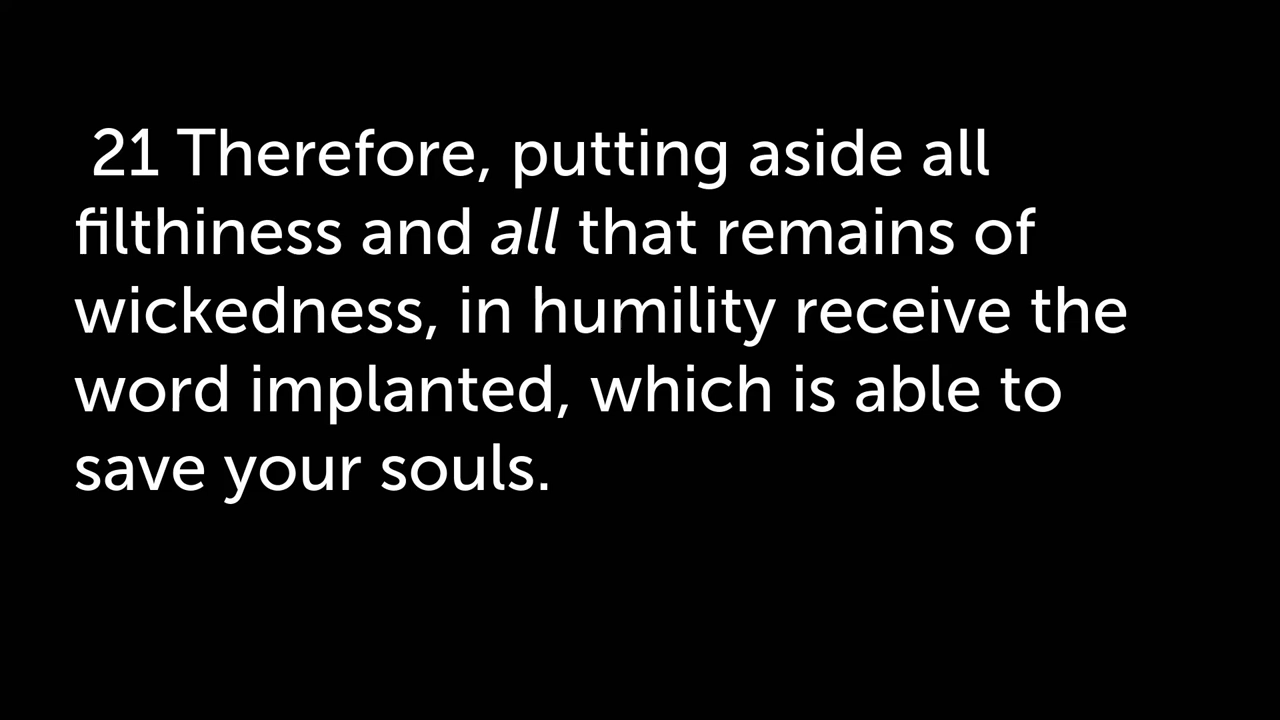 21 Therefore, putting aside all
filthiness and all that remains of
wickedness, in humility receive the
word implanted, which is able to
save your souls.